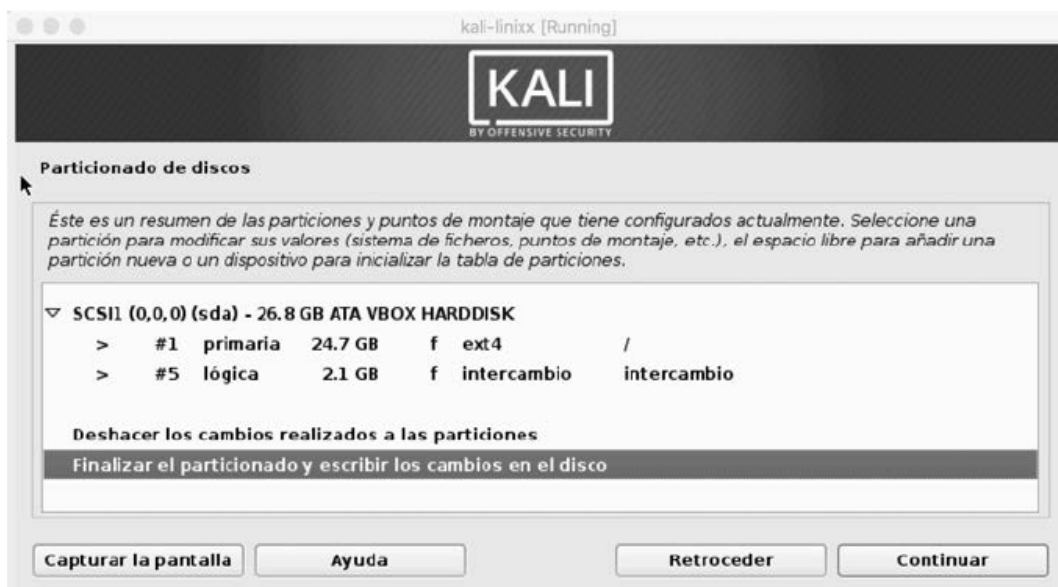 kali-linixx [Running]
KALI
BY OFFENSIVE SECURITY
Particionado de discos
Éste es un resumen de las particiones y puntos de montaje que tiene configurados actualmente. Seleccione una
partición para modificar sus valores (sistema de ficheros, puntos de montaje, etc.), el espacio libre para añadir una
partición nueva o un dispositivo para inicializar la tabla de particiones.
▽ SCSI1 (0,0,0) (sda) - 26.8 GB ATA VBOX HARDDISK
> #1 primaria 24.7 GB f ext4 /
> #5 lógica 2.1 GB f intercambio intercambio
Deshacer los cambios realizados a las particiones
Finalizar el particionado y escribir los cambios en el disco
Capturar la pantalla Ayuda Retroceder Continuar